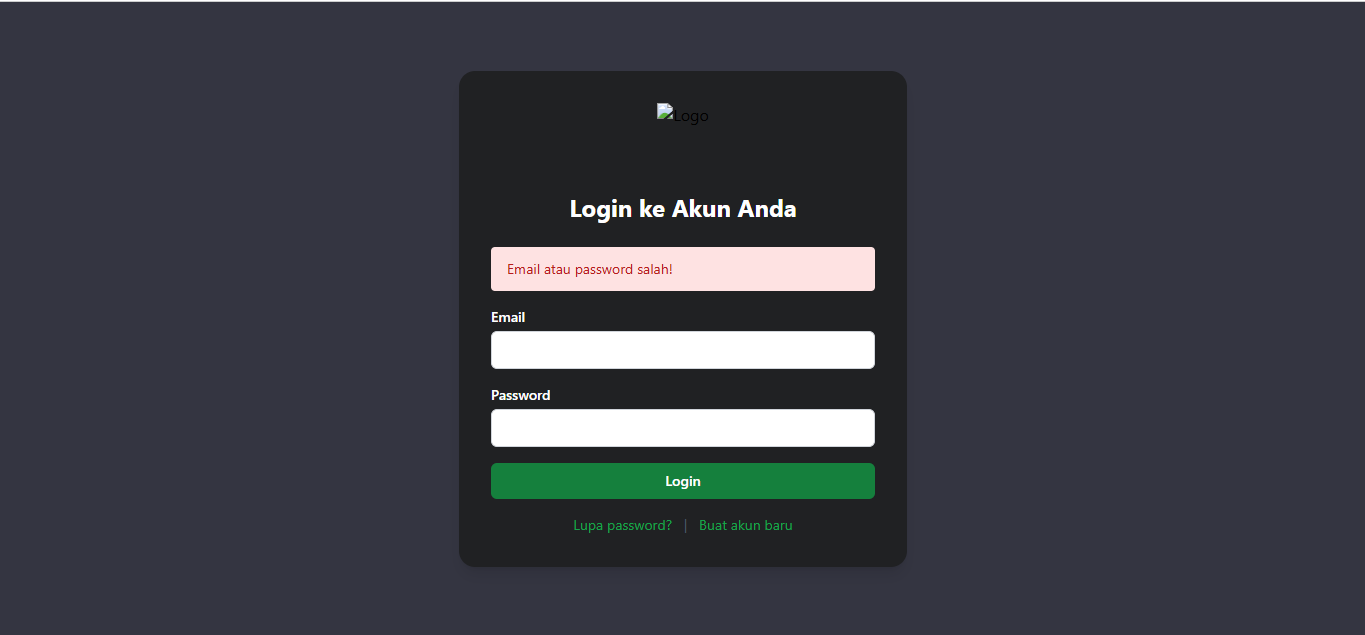 Logo
Login ke Akun Anda
Email atau password salah!
Email
Password
Login
Lupa password? | Buat akun baru